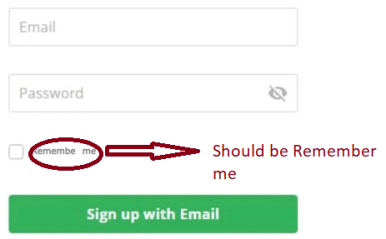 Email
Password
Remembe me
Should be Remember
me
Sign up with Email